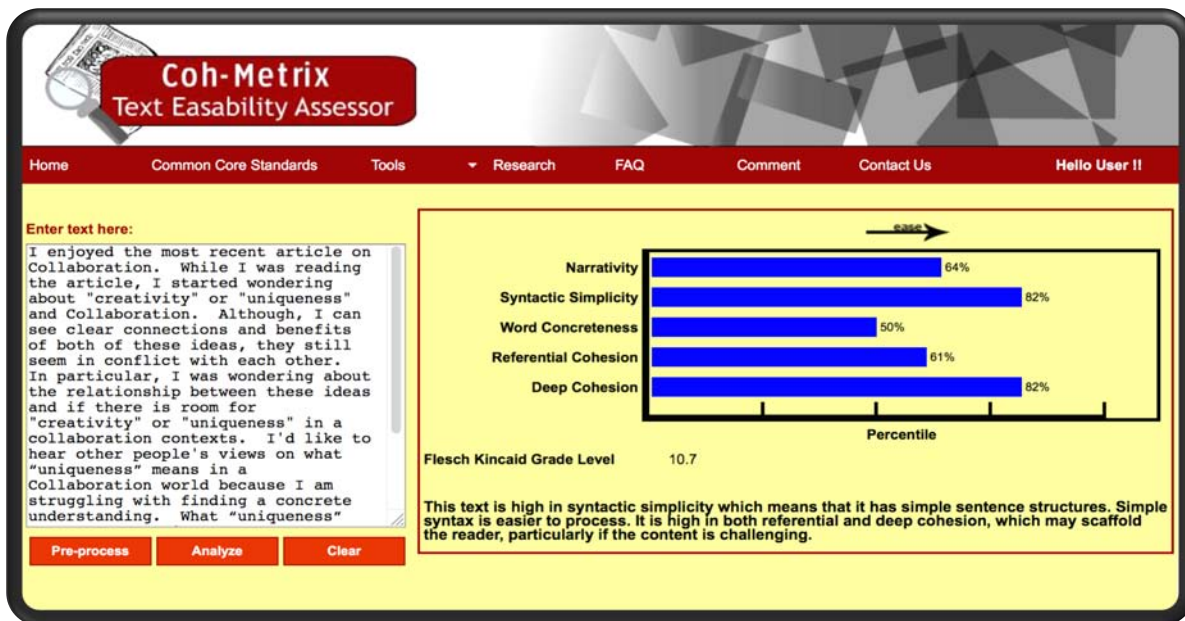 Coh-Metrix
Text Easability Assessor
Home Common Core Standards Tools Research FAQ Comment Contact Us Hello User !!
Enter text here:
I enjoyed the most recent article on
Collaboration.  While I was reading
the article, I started wondering
about "creativity" or "uniqueness"
and Collaboration.  Although, I can
see clear connections and benefits
of both of these ideas, they still
seem in conflict with each other.
In particular, I was wondering about
the relationship between these ideas
and if there is room for
"creativity" or "uniqueness" in a
collaboration contexts.  I'd like to
hear other people's views on what
“uniqueness” means in a
Collaboration world because I am
struggling with finding a concrete
understanding.  What “uniqueness”
Pre-process Analyze Clear
ease
Narrativity 64%
Syntactic Simplicity 82%
Word Concreteness 50%
Referential Cohesion 61%
Deep Cohesion 82%
Percentile
Flesch Kincaid Grade Level 10.7
This text is high in syntactic simplicity which means that it has simple sentence structures. Simple
syntax is easier to process. It is high in both referential and deep cohesion, which may scaffold
the reader, particularly if the content is challenging.